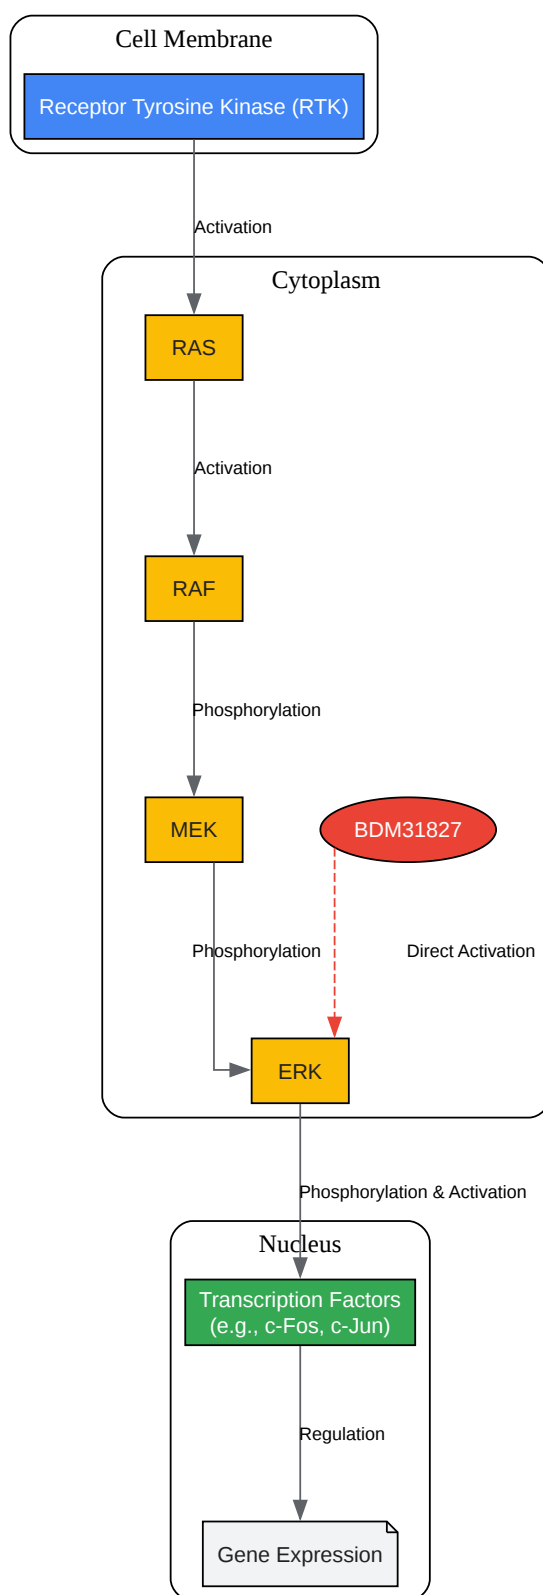 Cell Membrane
Receptor Tyrosine Kinase (RTK)
Activation
Cytoplasm
RAS
Activation
RAF
Phosphorylation
MEK
BDM31827
Phosphorylation
Direct Activation
ERK
Phosphorylation & Activation
Nucleus
Transcription Factors
(e.g., c-Fos, c-Jun)
Regulation
Gene Expression